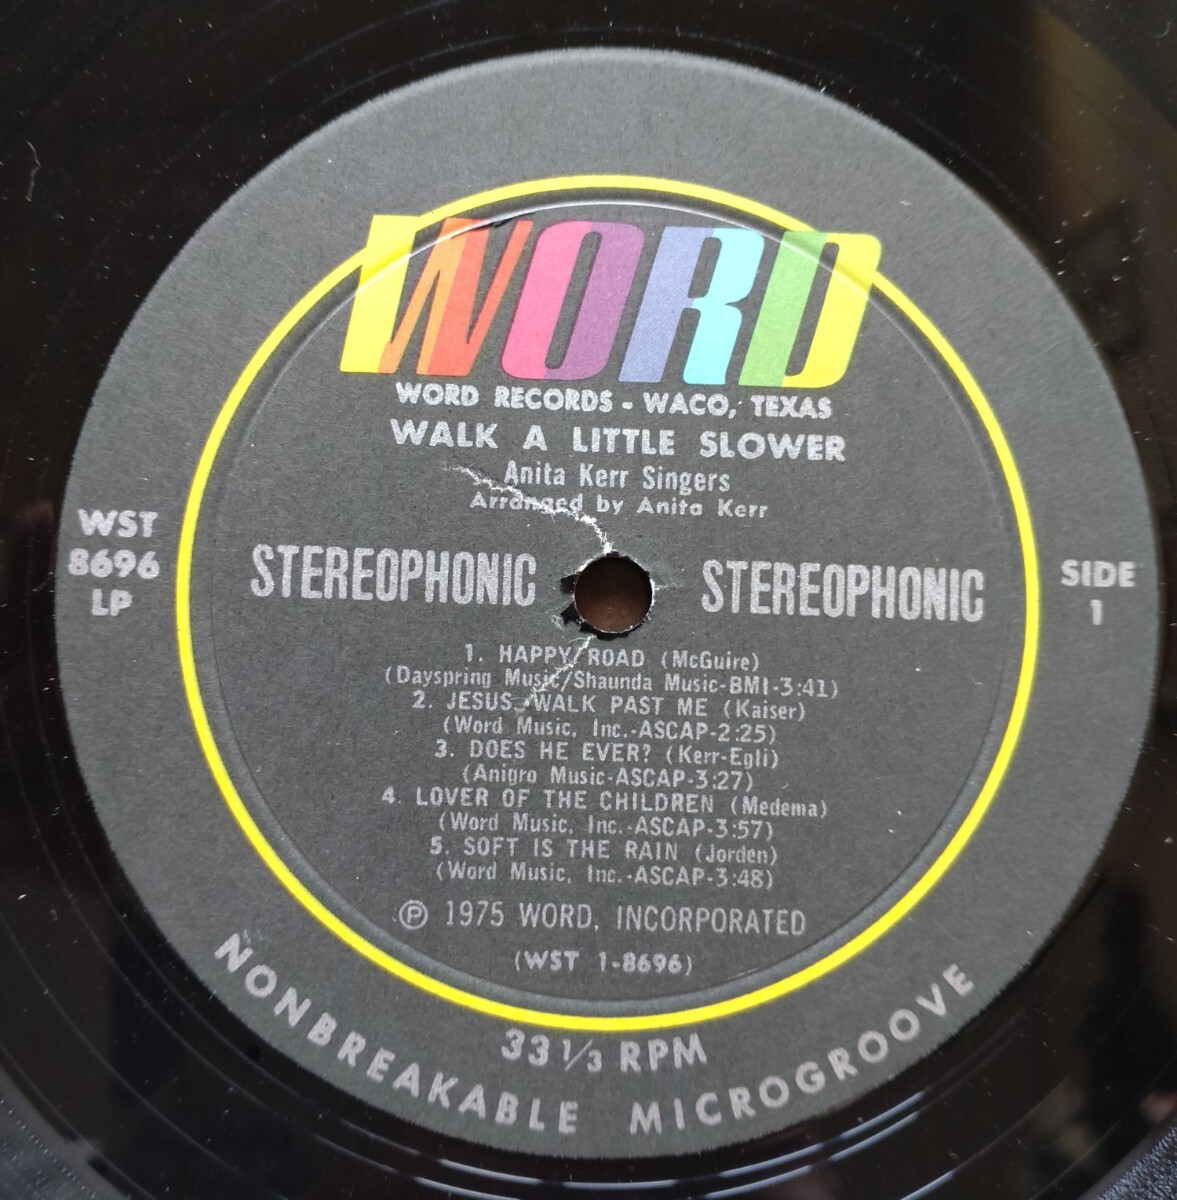 WORD
WORD RECORDS - WACO, TEXAS
WALK A LITTLE SLOWER
Anita Kerr Singers
Arranged by Anita Kerr
WST
8696
LP
STEREOPHONIC STEREOPHONIC
SIDE
1
1. HAPPY ROAD (McGuire)
(Dayspring Music/Shaunda Music-BMI-3:41)
2. JESUS, WALK PAST ME (Kaiser)
(Word Music, Inc.-ASCAP-2:25)
3. DOES HE EVER? (Kerr-Egli)
(Anigro Music-ASCAP-3:27)
4. LOVER OF THE CHILDREN (Medema)
(Word Music, Inc.-ASCAP-3:57)
5. SOFT IS THE RAIN (Jorden)
(Word Music, Inc.-ASCAP-3:48)
℗ 1975 WORD, INCORPORATED
(WST 1-8696)
33 1/3 RPM
NONBREAKABLE MICROGROOVE